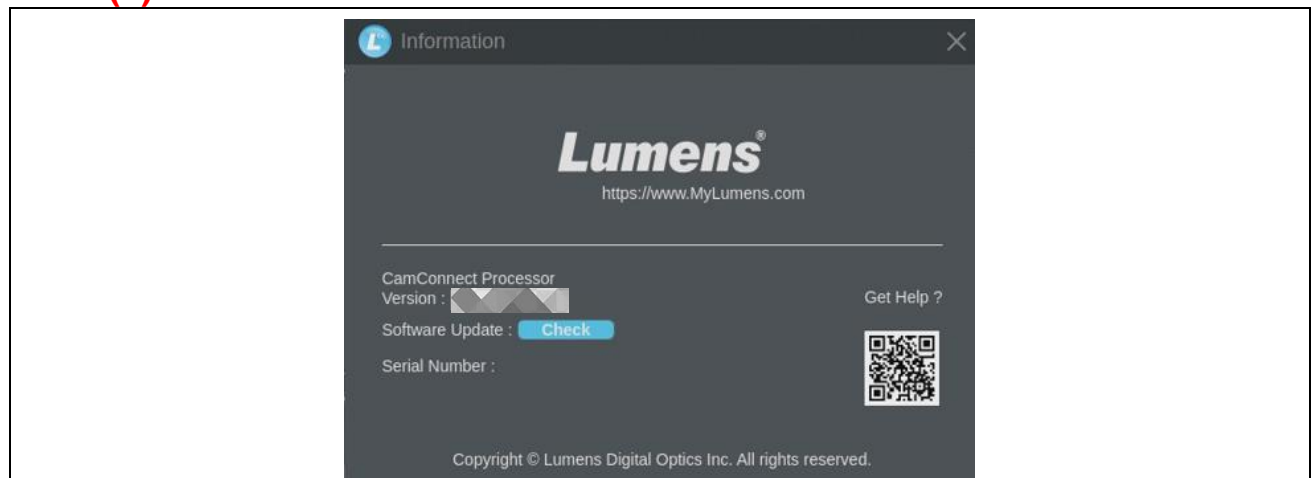 Information
Lumens®
https://www.MyLumens.com
CamConnect Processor
Version :
Get Help ?
Software Update : Check
Serial Number :
Copyright © Lumens Digital Optics Inc. All rights reserved.